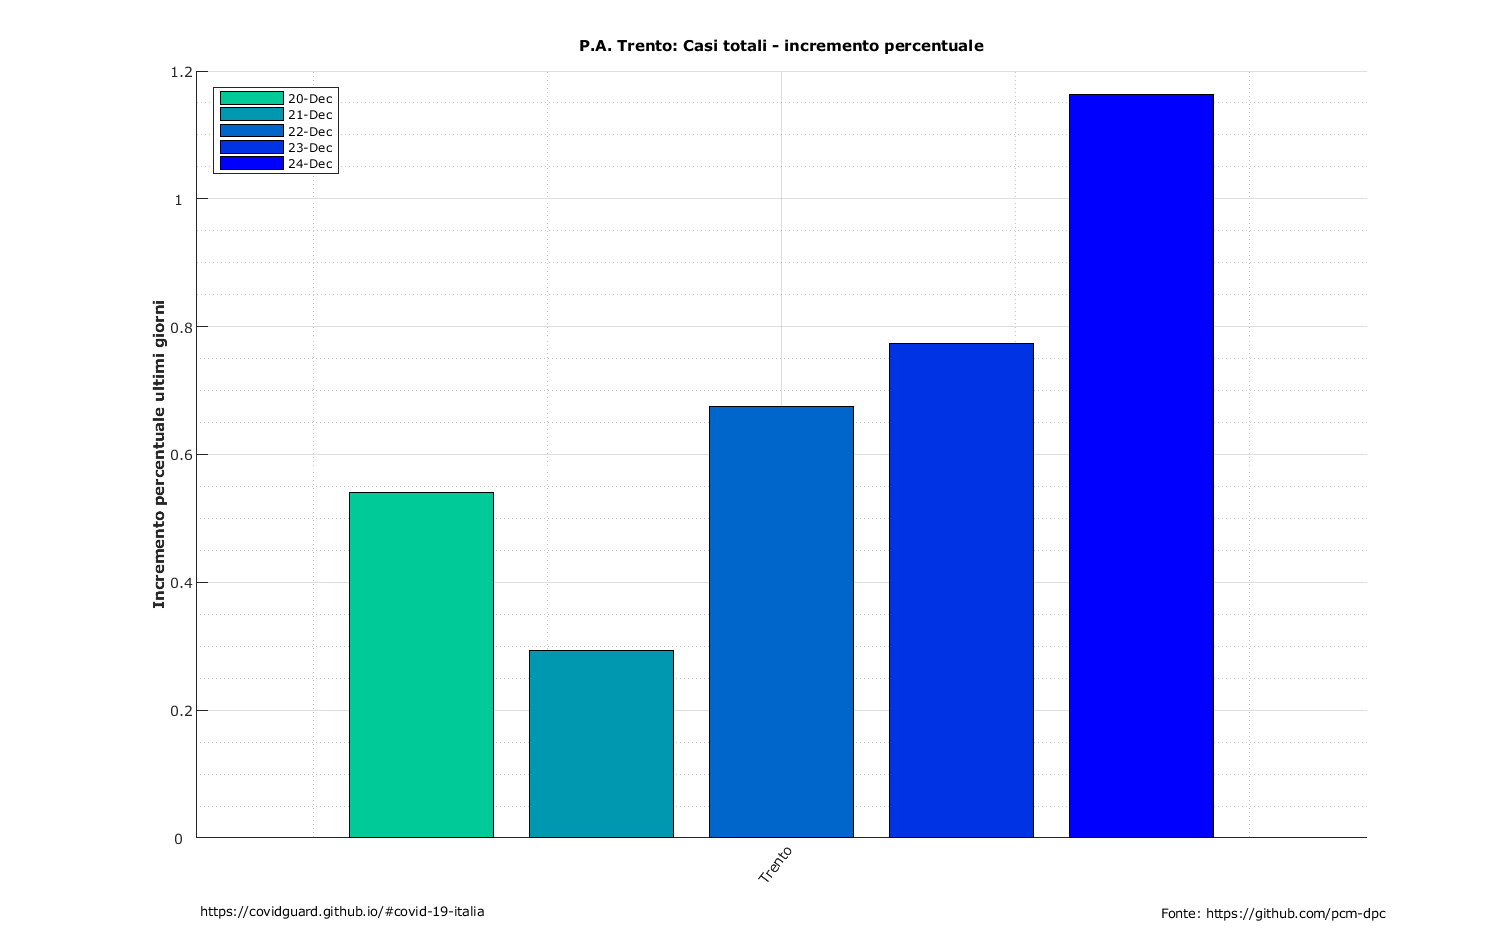 P.A. Trento: Casi totali - incremento percentuale
20-Dec
21-Dec
22-Dec
23-Dec
24-Dec
Incremento percentuale ultimi giorni
1.2
1
0.8
0.6
0.4
0.2
0
Trento
https://covidguard.github.io/#covid-19-italia
Fonte: https://github.com/pcm-dpc